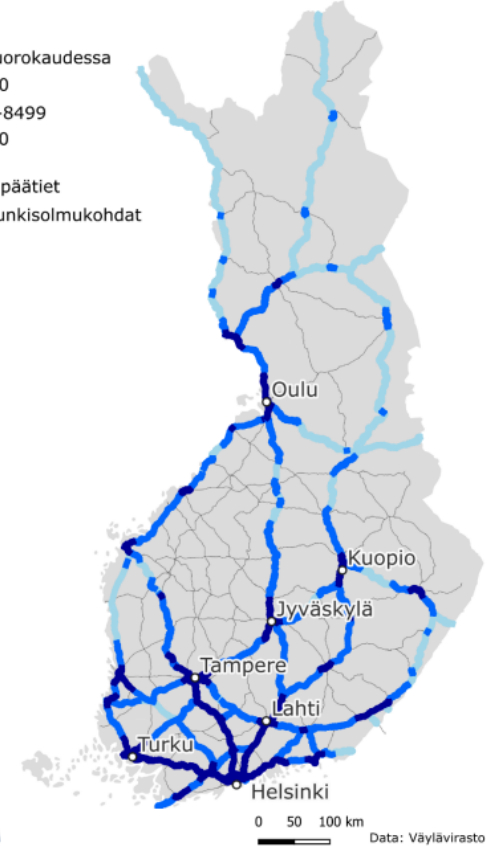 uorokaudessa
0
-8499
0
päätiet
unkisolmukohdat
Oulu
Kuopio
Jyväskylä
Tampere
Lahti
Turku
Helsinki
0 50 100 km
Data: Väylävirasto